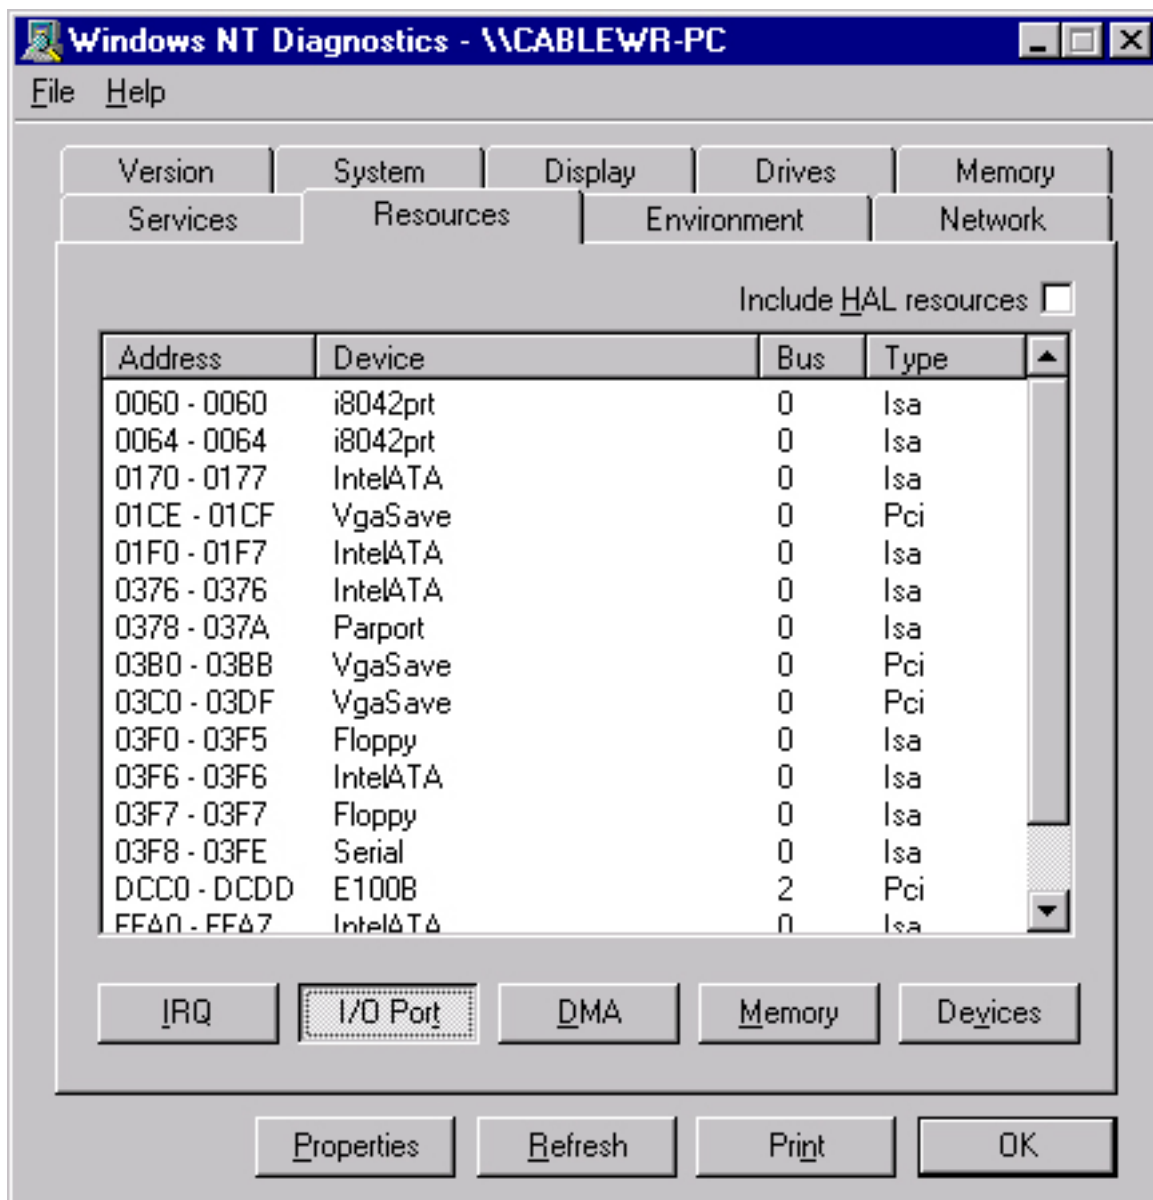 Windows NT Diagnostics - \\CABLEWR-PC
File Help
Version System Display Drives Memory
Services Resources Environment Network
Include HAL resources
Address Device Bus Type
0060 - 0060 i8042prt 0 Isa
0064 - 0064 i8042prt 0 Isa
0170 - 0177 IntelATA 0 Isa
01CE - 01CF VgaSave 0 Pci
01F0 - 01F7 IntelATA 0 Isa
0376 - 0376 IntelATA 0 Isa
0378 - 037A Parport 0 Isa
03B0 - 03BB VgaSave 0 Pci
03C0 - 03DF VgaSave 0 Pci
03F0 - 03F5 Floppy 0 Isa
03F6 - 03F6 IntelATA 0 Isa
03F7 - 03F7 Floppy 0 Isa
03F8 - 03FE Serial 0 Isa
DCC0 - DCDD E100B 2 Pci
FFA0 - FFA7 IntelATA 0 Isa
IRQ I/O Port DMA Memory Devices
Properties Refresh Print OK